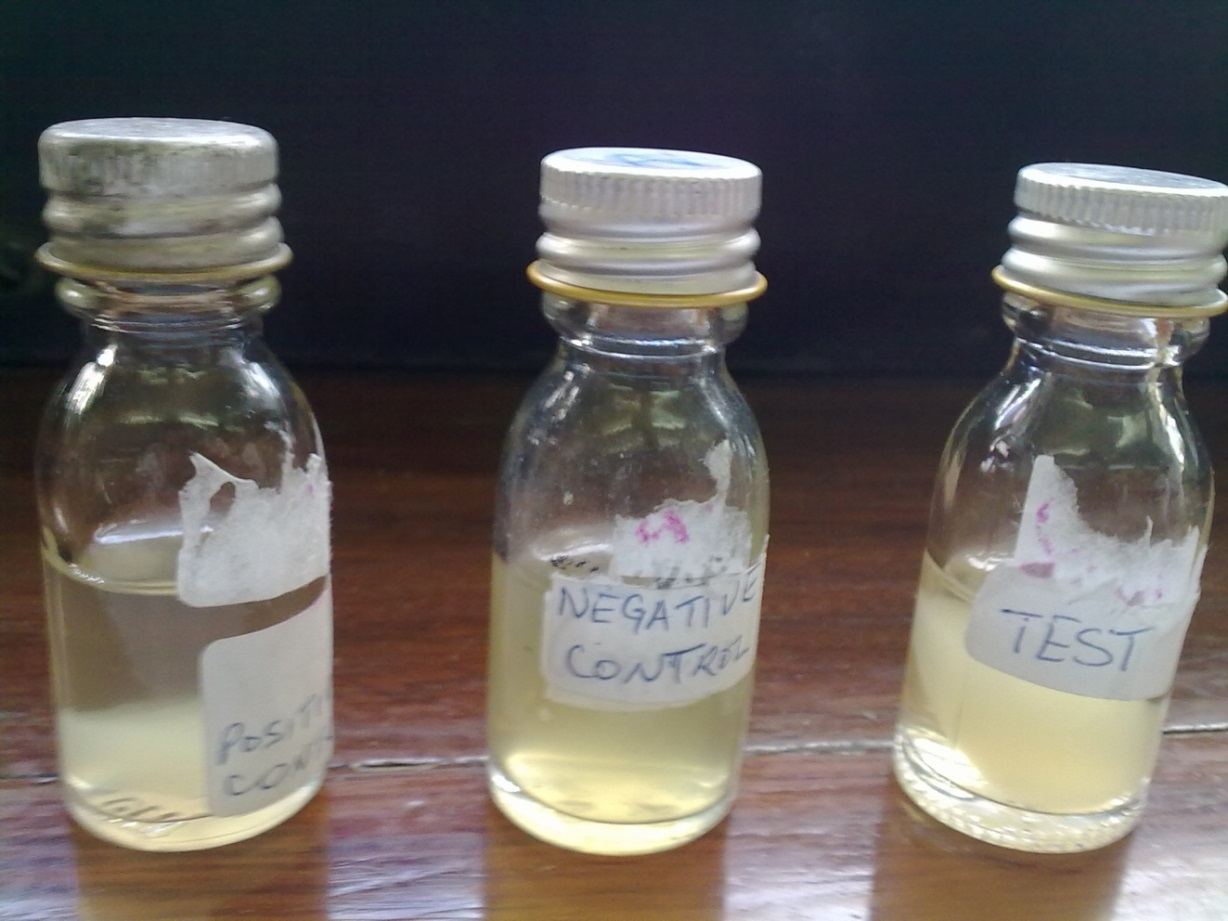 POSITI
CONT
NEGATIVE
CONTROL
TEST